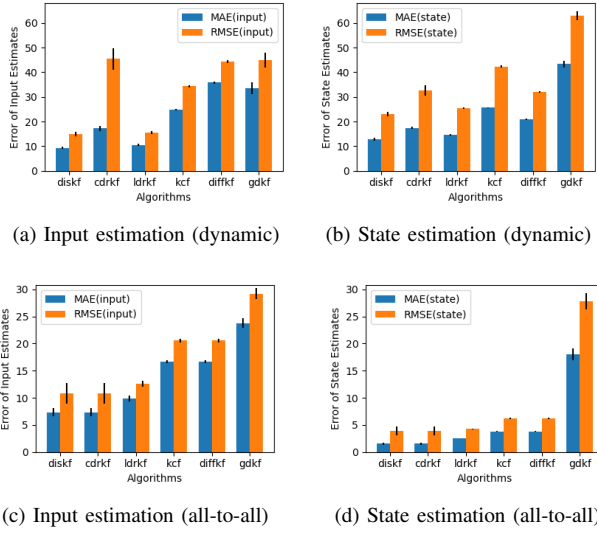 60
50
40
30
20
10
0
Error of Input Estimates
MAE(input)
RMSE(input)
diskf cdrkf ldrkf kcf diffkf gdkf
Algorithms
(a) Input estimation (dynamic)
60
50
40
30
20
10
0
Error of State Estimates
MAE(state)
RMSE(state)
diskf cdrkf ldrkf kcf diffkf gdkf
Algorithms
(b) State estimation (dynamic)
30
25
20
15
10
5
0
Error of Input Estimates
MAE(input)
RMSE(input)
diskf cdrkf ldrkf kcf diffkf gdkf
Algorithms
(c) Input estimation (all-to-all)
30
25
20
15
10
5
0
Error of State Estimates
MAE(state)
RMSE(state)
diskf cdrkf ldrkf kcf diffkf gdkf
Algorithms
(d) State estimation (all-to-all)